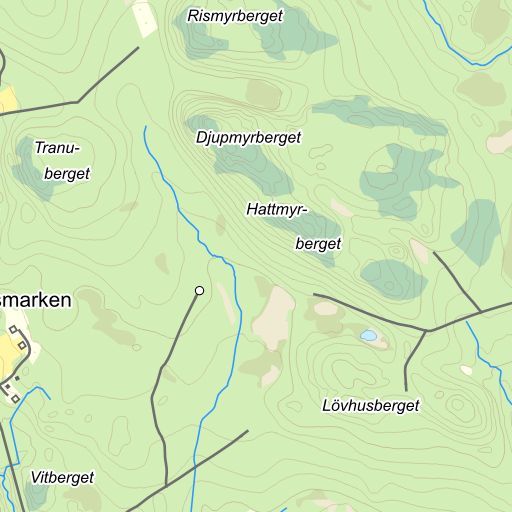 Rismyrberget
Djupmyrberget
Tranu-
berget
Hattmyr-
berget
smarken
Lövhusberget
Vitberget